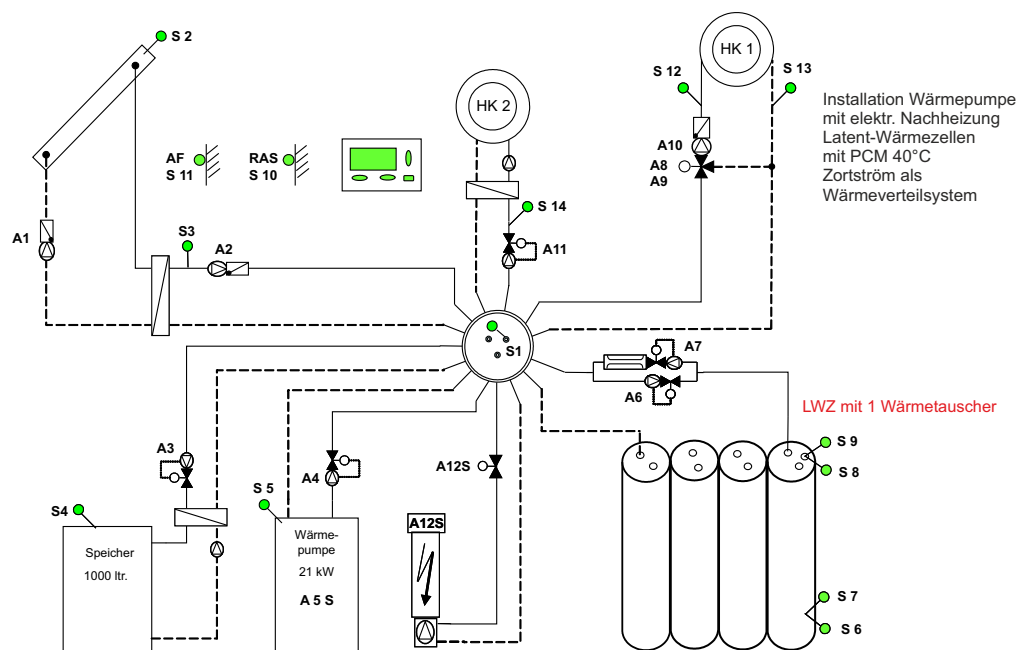 S 2
HK 1
S 12
S 13
HK 2
Installation Wärmepumpe
mit elektr. Nachheizung
Latent-Wärmezellen
mit PCM 40°C
Zortström als
Wärmeverteilsystem
AF
S 11
RAS
S 10
A10
A8
A9
S 14
A1
S3
A2
A11
S1
A7
A6
LWZ mit 1 Wärmetauscher
A3
A4
A12S
S 9
S 8
S 5
S4
A12S
Speicher
1000 ltr.
Wärme-
pumpe
21 kW
A 5 S
S 7
S 6